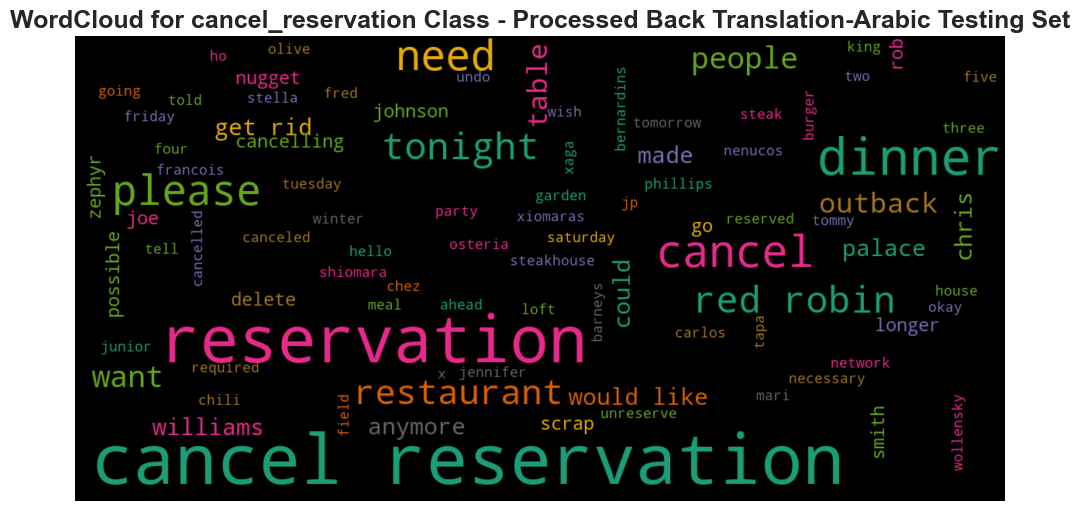 WordCloud for cancel_reservation Class - Processed Back Translation-Arabic Testing Set
ho
olive
need
table
people
king
rob
nugget
undo
two
five
going
told
stella
fred
johnson
wish
bernardins
steak
burger
friday
get rid
tomorrow
three
four
cancelling
tonight
xaga
made
nenucos
dinner
zephyr
francois
please
tuesday
garden
phillips
jp
outback
chris
joe
winter
party
xiomaras
go
reserved
tommy
possible
tell
cancelled
canceled
hello
osteria
saturday
steakhouse
could
cancel
palace
shiomara
chez
delete
meal
ahead
loft
barneys
red robin
house
okay
reservation
carlos
tapa
longer
junior
required
want
x
jennifer
network
necessary
chili
field
restaurant
would like
mari
unreserve
williams
anymore
scrap
smith
wollensky
cancel reservation